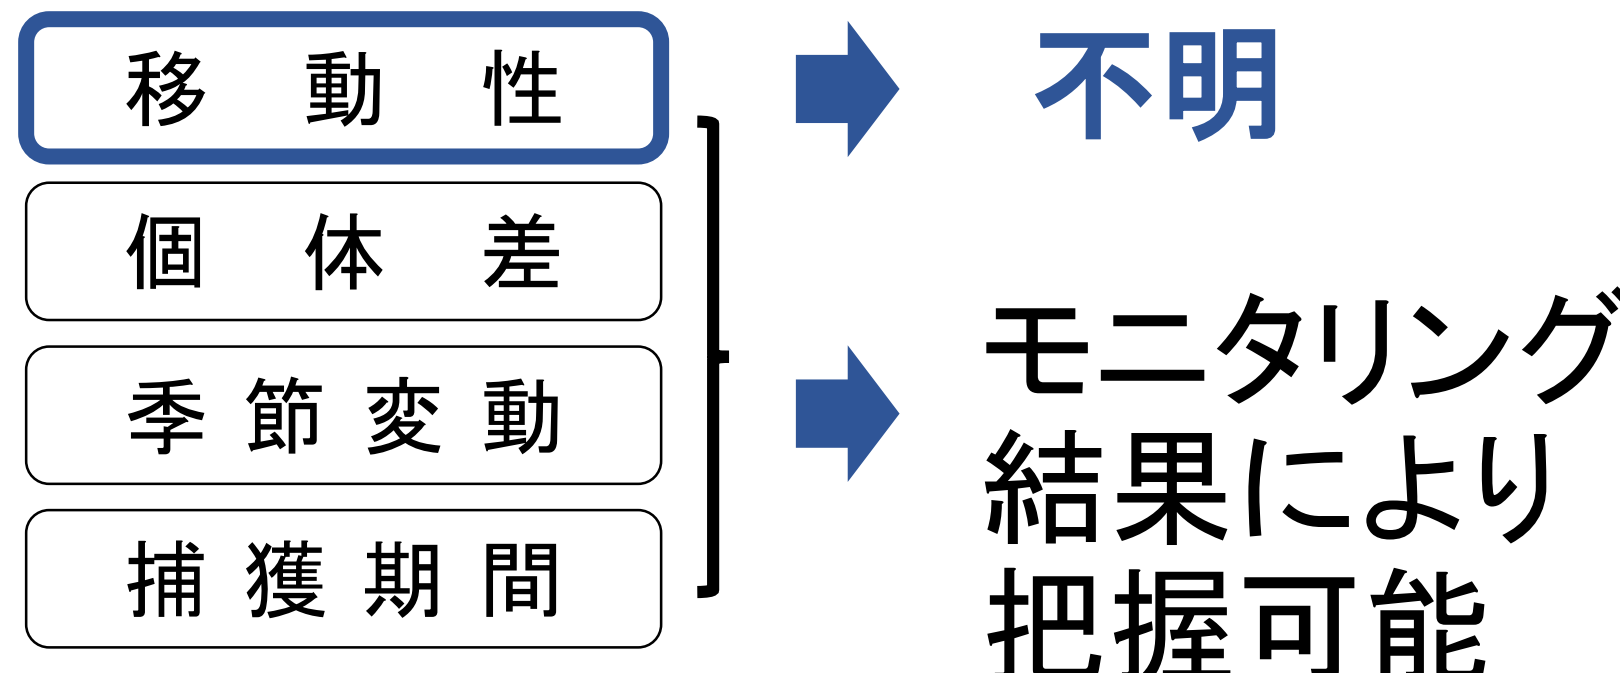 移動性
不明
個体差
季節変動
捕獲期間
モニタリング
結果により
把握可能